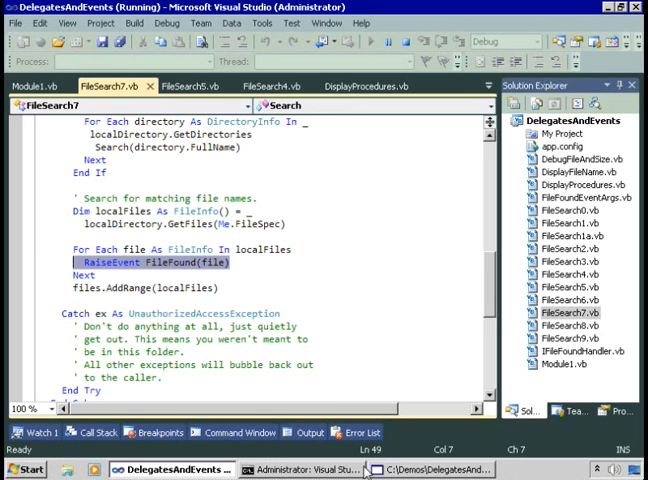 DelegatesAndEvents (Running) - Microsoft Visual Studio (Administrator)
File Edit View Project Build Debug Team Data Tools Test Window Help
Debug
Process: Thread:
Module1.vb FileSearch7.vb FileSearch5.vb FileSearch4.vb DisplayProcedures.vb
FileSearch7 Search
For Each directory As DirectoryInfo In _
localDirectory.GetDirectories
Search(directory.FullName)
Next
End If
' Search for matching file names.
Dim localFiles As FileInfo() = _
localDirectory.GetFiles(Me.FileSpec)
For Each file As FileInfo In localFiles
RaiseEvent FileFound(file)
Next
files.AddRange(localFiles)
Catch ex As UnauthorizedAccessException
' Don't do anything at all, just quietly
' get out. This means you weren't meant to
' be in this folder.
' All other exceptions will bubble back out
' to the caller.
End Try
100 %
Solution Explorer
DelegatesAndEvents
My Project
app.config
DebugFileAndSize.vb
DisplayFileName.vb
DisplayProcedures.vb
FileFoundEventArgs.vb
FileSearch0.vb
FileSearch1.vb
FileSearch1a.vb
FileSearch2.vb
FileSearch3.vb
FileSearch4.vb
FileSearch5.vb
FileSearch6.vb
FileSearch7.vb
FileSearch8.vb
FileSearch9.vb
IFileFoundHandler.vb
Module1.vb
Sol... Tea... Pro...
Watch 1 Call Stack Breakpoints Command Window Output Error List
Ready Ln 49 Col 7 Ch 7 INS
Start DelegatesAndEvents ... Administrator: Visual Stu... C:\Demos\DelegatesAnd...